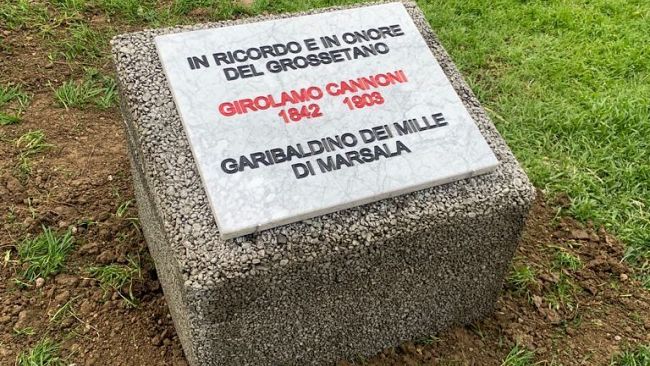 IN RICORDO E IN ONORE
DEL GROSSETANO
GIROLAMO CANNONI
1842 1903
GARIBALDINO DEI MILLE
DI MARSALA